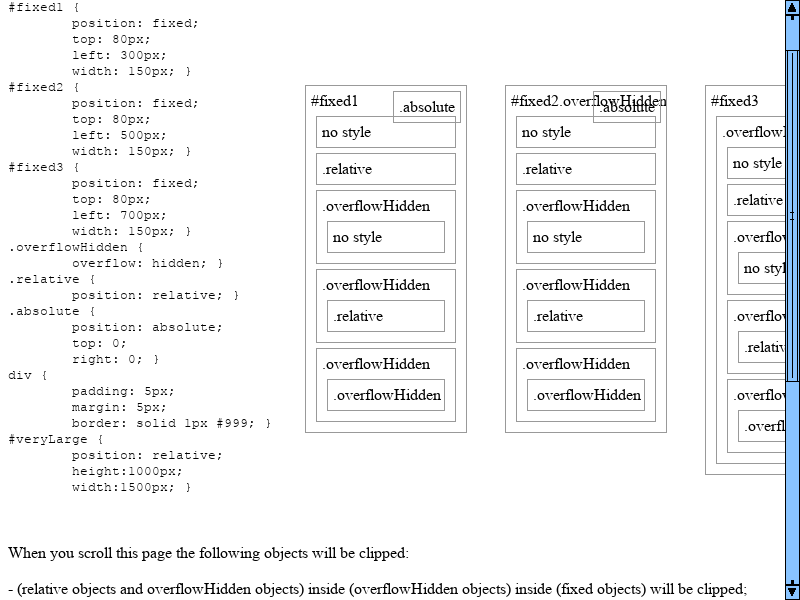 #fixed1 {
position: fixed;
top: 80px;
left: 300px;
width: 150px; }
#fixed2 {
position: fixed;
top: 80px;
left: 500px;
width: 150px; }
#fixed3 {
position: fixed;
top: 80px;
left: 700px;
width: 150px; }
.overflowHidden {
overflow: hidden; }
.relative {
position: relative; }
.absolute {
position: absolute;
top: 0;
right: 0; }
div {
padding: 5px;
margin: 5px;
border: solid 1px #999; }
#veryLarge {
position: relative;
height:1000px;
width:1500px; }
#fixed1
.absolute
no style
.relative
.overflowHidden
no style
.overflowHidden
.relative
.overflowHidden
.overflowHidden
#fixed2.overflowHidden
.absolute
no style
.relative
.overflowHidden
no style
.overflowHidden
.relative
.overflowHidden
.overflowHidden
#fixed3
.overflowl
no style
.relative
.overflov
no styl
.overflov
.relativ
.overflov
.overfl
When you scroll this page the following objects will be clipped:
- (relative objects and overflowHidden objects) inside (overflowHidden objects) inside (fixed objects) will be clipped;